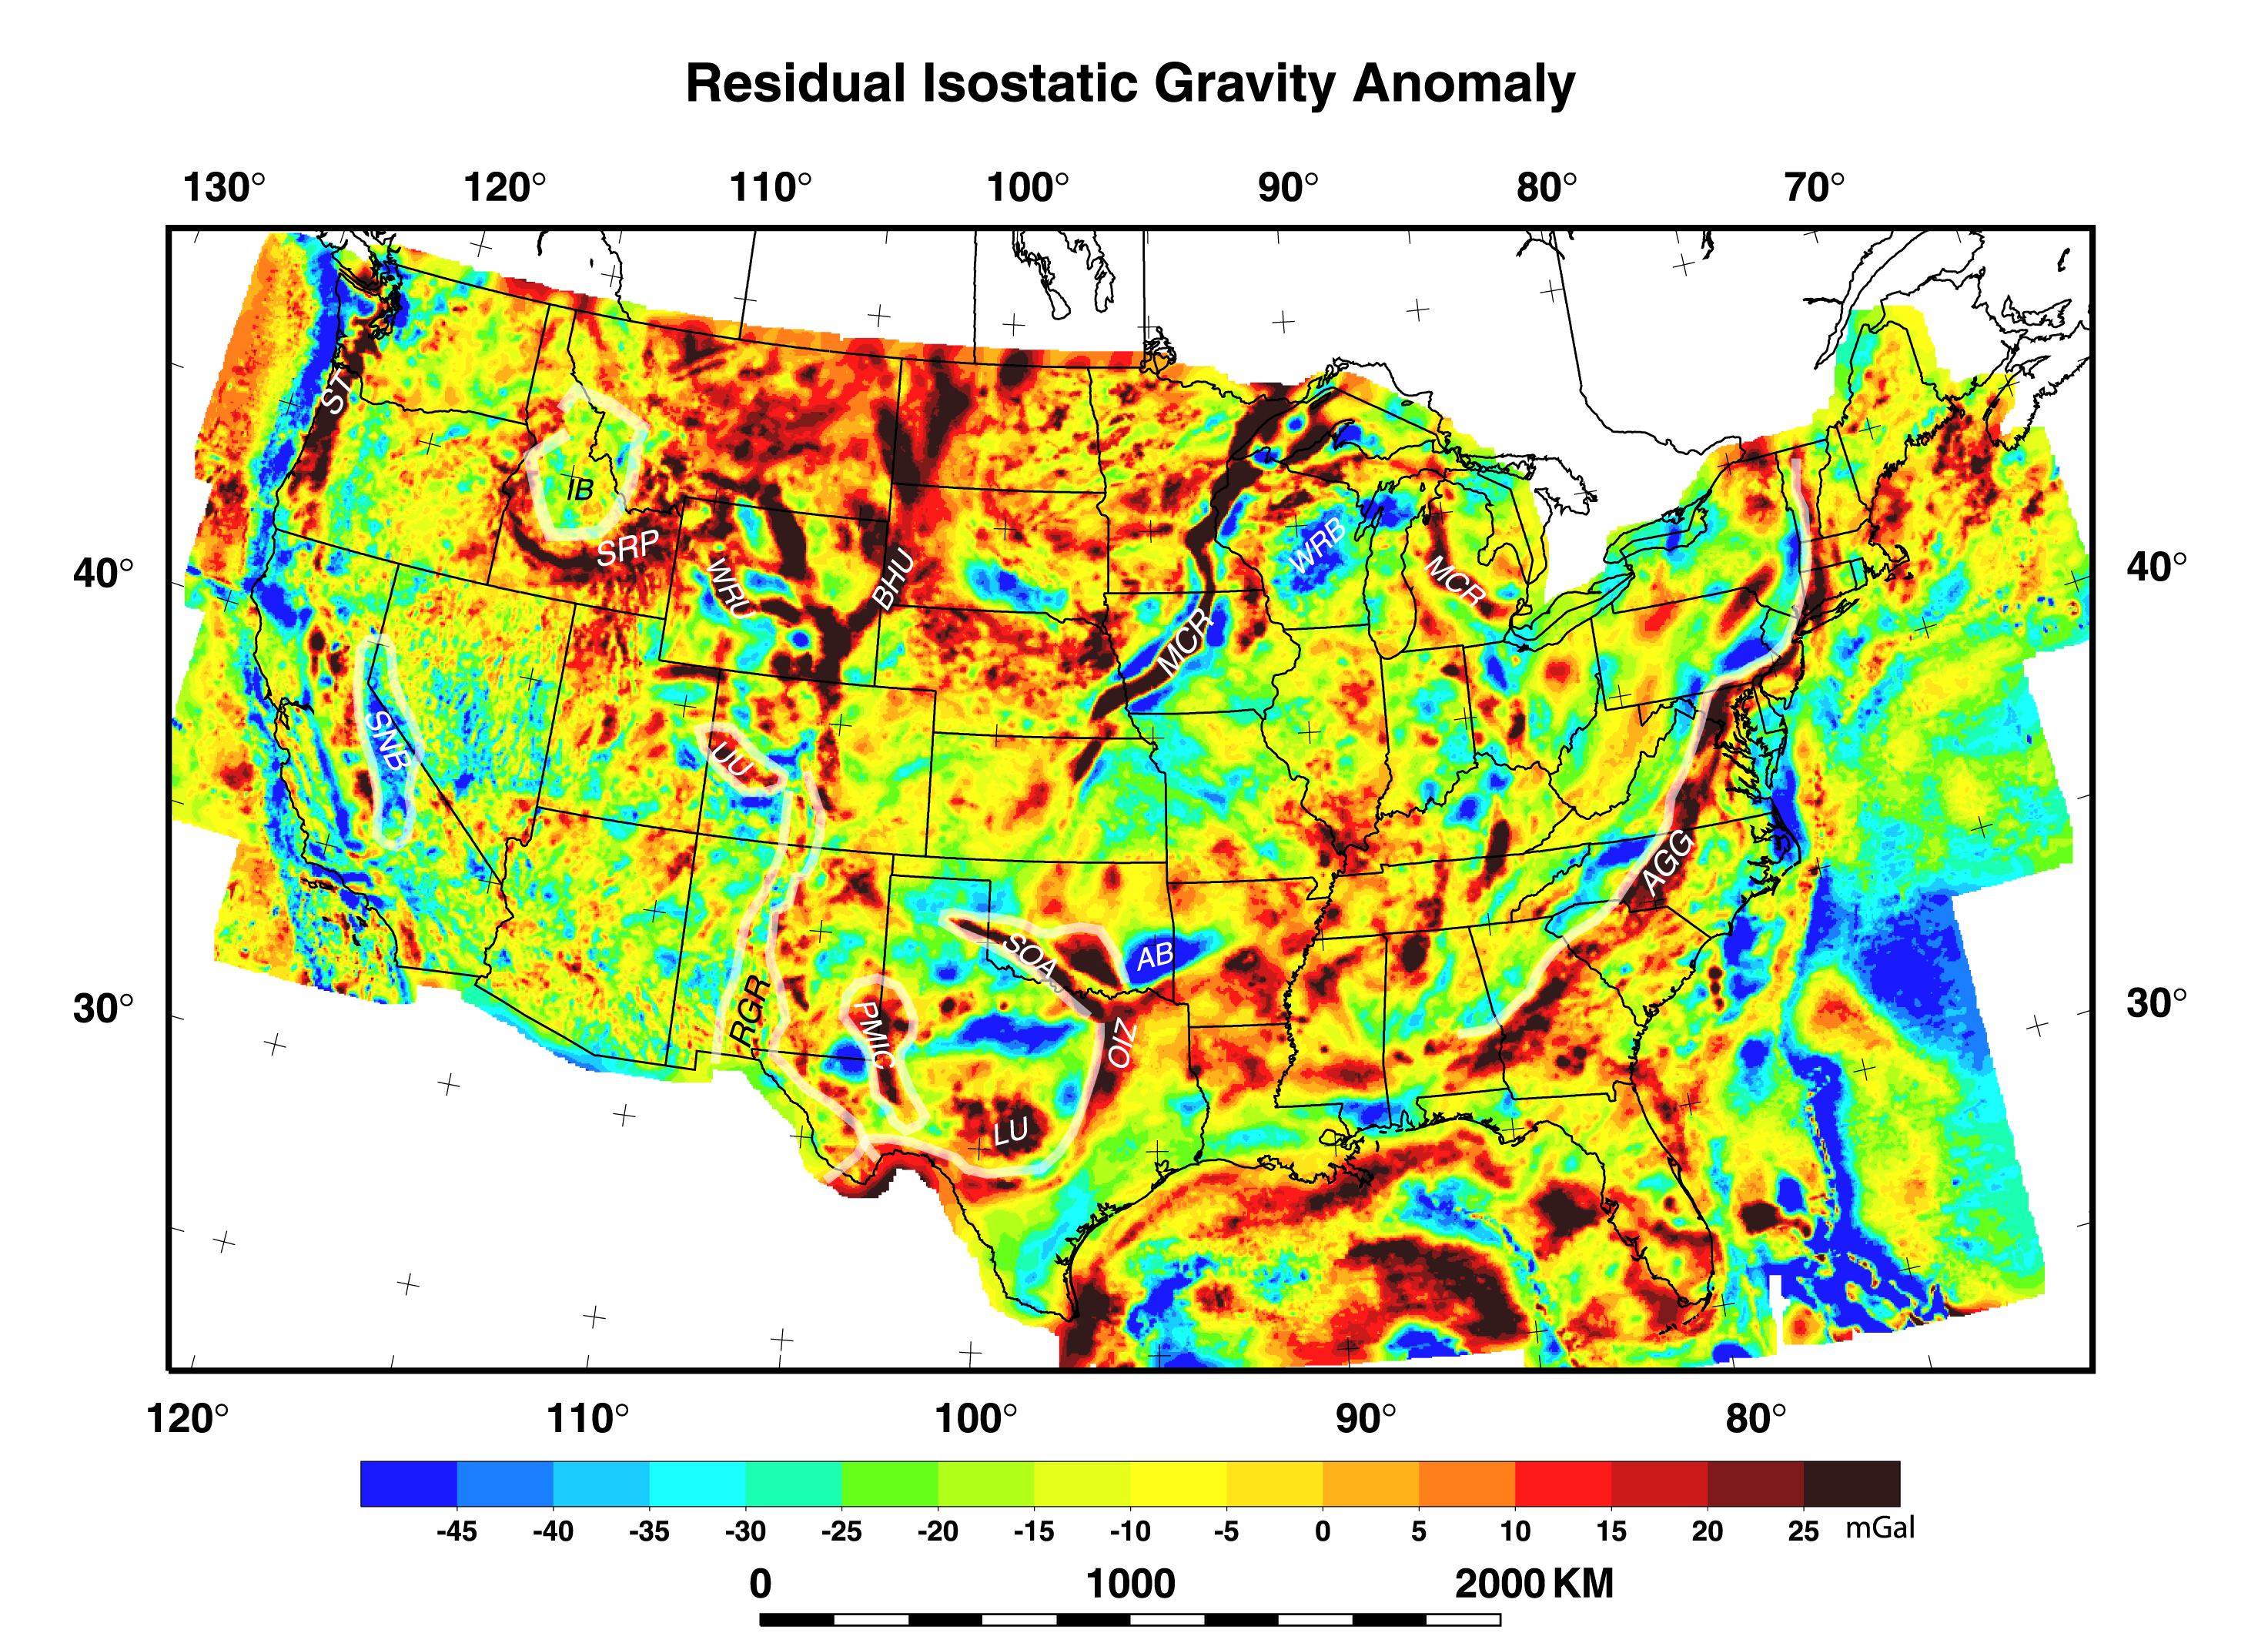 Residual Isostatic Gravity Anomaly
130° 120° 110° 100° 90° 80° 70°
ST
IB
SRP
WRU
BHU
WRB
MCR
40° 40°
MCR
SNB
UU
AGG
SOA
AB
RGR
PMIC
OIZ
30° 30°
LU
120° 110° 100° 90° 80°
-45 -40 -35 -30 -25 -20 -15 -10 -5 0 5 10 15 20 25 mGal
0 1000 2000 KM